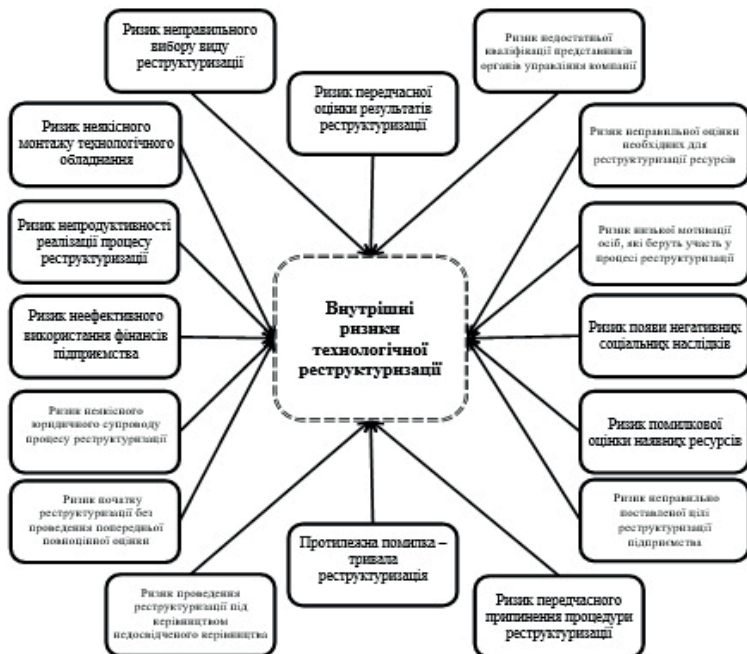 Ризик неправильного
вибору виду
реструктуризації
Ризик передчасної
оцінки результатів
реструктуризації
Ризик недостатньої
кваліфікації представників
органів управління компанії
Ризик неякісного
монтажу технологічного
обладнання
Ризик неправильної оцінки
необхідних для
реструктуризації ресурсів
Ризик непродуктивності
реалізації процесу
реструктуризації
Ризик низької мотивації
осіб, які беруть участь у
процесі реструктуризації
Внутрішні
ризики
технологічної
реструктуризації
Ризик неефективного
використання фінансів
підприємства
Ризик появи негативних
соціальних наслідків
Ризик неякісного
юридичного супроводу
процесу реструктуризації
Ризик помилкової
оцінки наявних ресурсів
Ризик початку
реструктуризації без
проведення попередньої
повноцінної оцінки
Ризик неправильно
поставленої цілі
реструктуризації
підприємства
Протилежна помилка –
тривала
реструктуризація
Ризик проведення
реструктуризації під
керівництвом
недосвідченого керівництва
Ризик передчасного
припинення процедури
реструктуризації